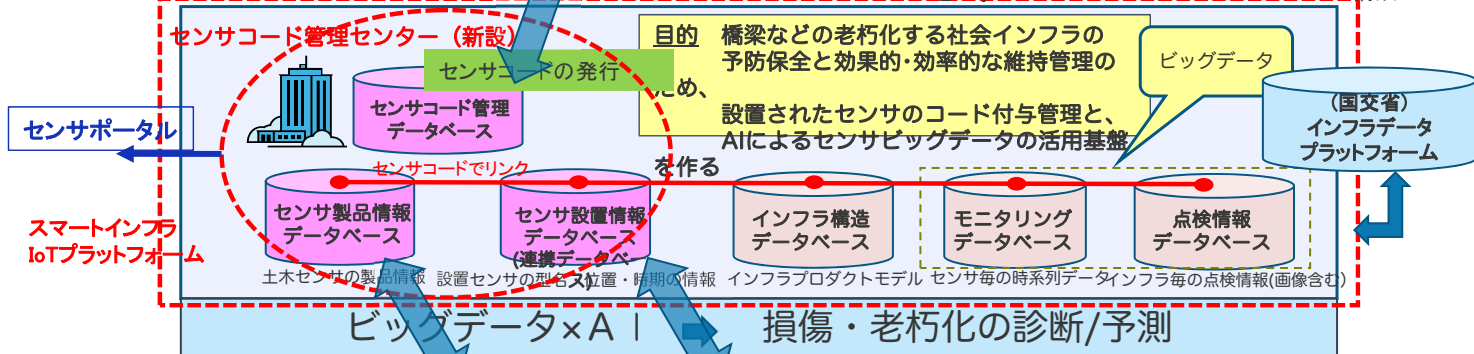 センサコード管理センター（新設）
センサコードの発行
目的　橋梁などの老朽化する社会インフラの
予防保全と効果的・効率的な維持管理の
ため、
設置されたセンサのコード付与管理と、
AIによるセンサビッグデータの活用基盤
を作る
ビッグデータ
（国交省）
インフラデータ
プラットフォーム
センサコード管理
データベース
センサポータル
センサコードでリンク
センサ製品情報
データベース
センサ設置情報
データベース
(連携データベース)
インフラ構造
データベース
モニタリング
データベース
点検情報
データベース
スマートインフラ
IoTプラットフォーム
土木センサの製品情報
設置センサの型名・位置・時期の情報
インフラプロダクトモデル
センサ毎の時系列データ
インフラ毎の点検情報(画像含む)
ビッグデータ×AI
損傷・老朽化の診断/予測